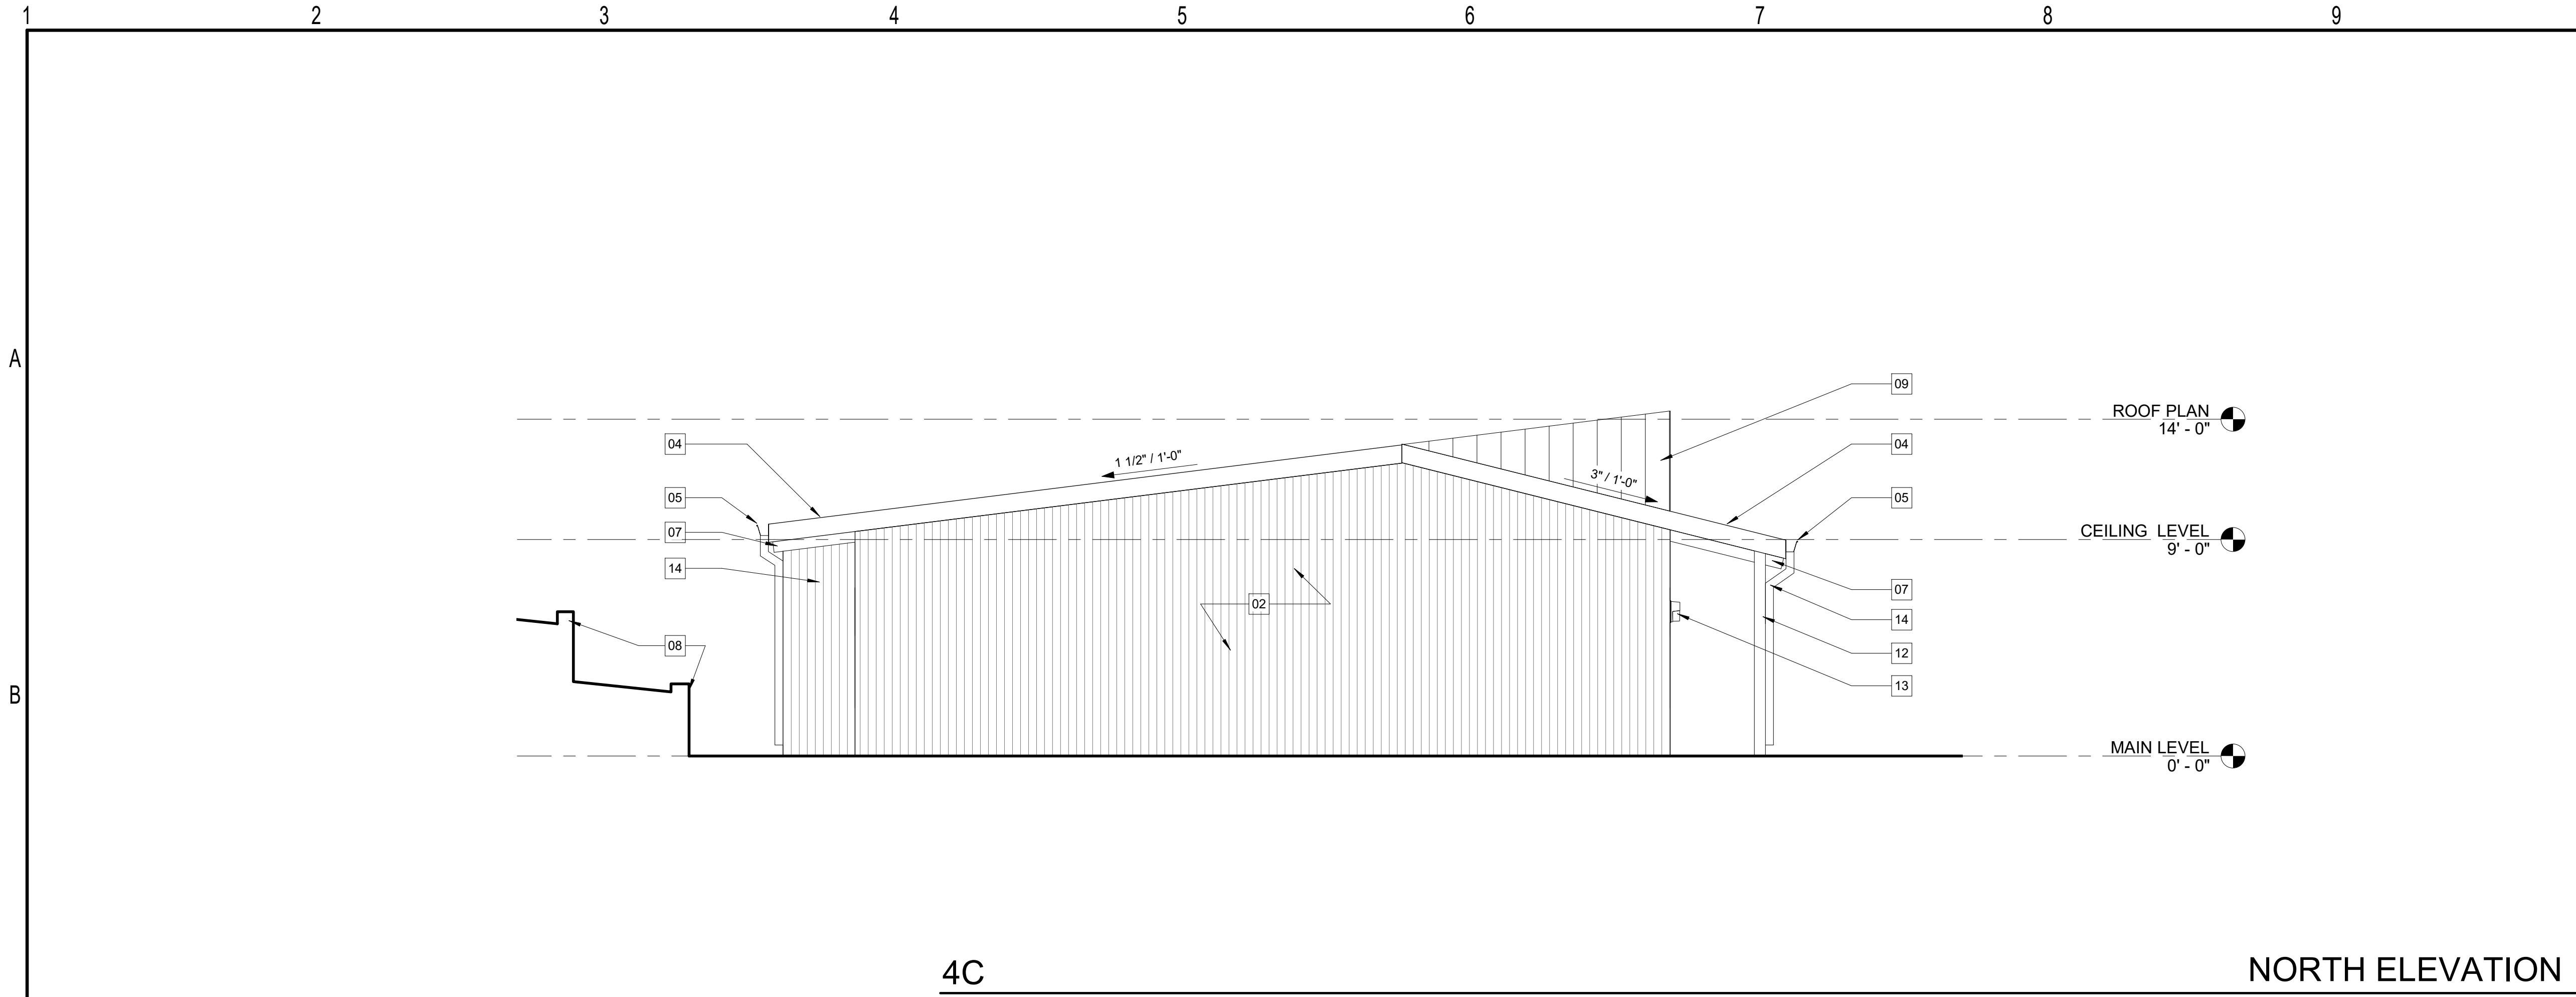 1 2 3 4 5 6 7 8 9
A
09
ROOF PLAN
14' - 0"
04
04
1 1/2" / 1'-0"
3" / 1'-0"
05
05
07
CEILING LEVEL
9' - 0"
14
07
02
14
08
12
13
B
MAIN LEVEL
0' - 0"
4C
NORTH ELEVATION